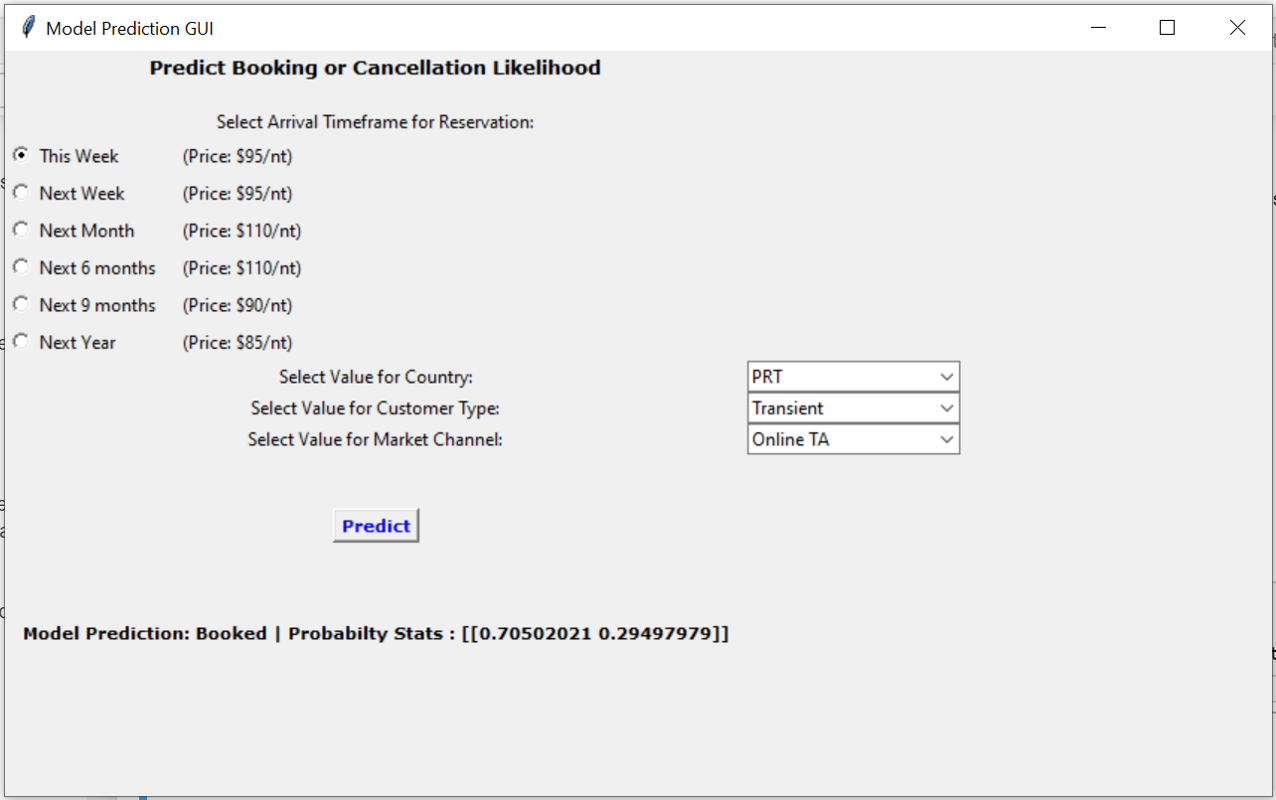 Model Prediction GUI
Predict Booking or Cancellation Likelihood
Select Arrival Timeframe for Reservation:
This Week (Price: $95/nt)
Next Week (Price: $95/nt)
Next Month (Price: $110/nt)
Next 6 months (Price: $110/nt)
Next 9 months (Price: $90/nt)
Next Year (Price: $85/nt)
Select Value for Country: PRT
Select Value for Customer Type: Transient
Select Value for Market Channel: Online TA
Predict
Model Prediction: Booked | Probabilty Stats : [[0.70502021 0.29497979]]